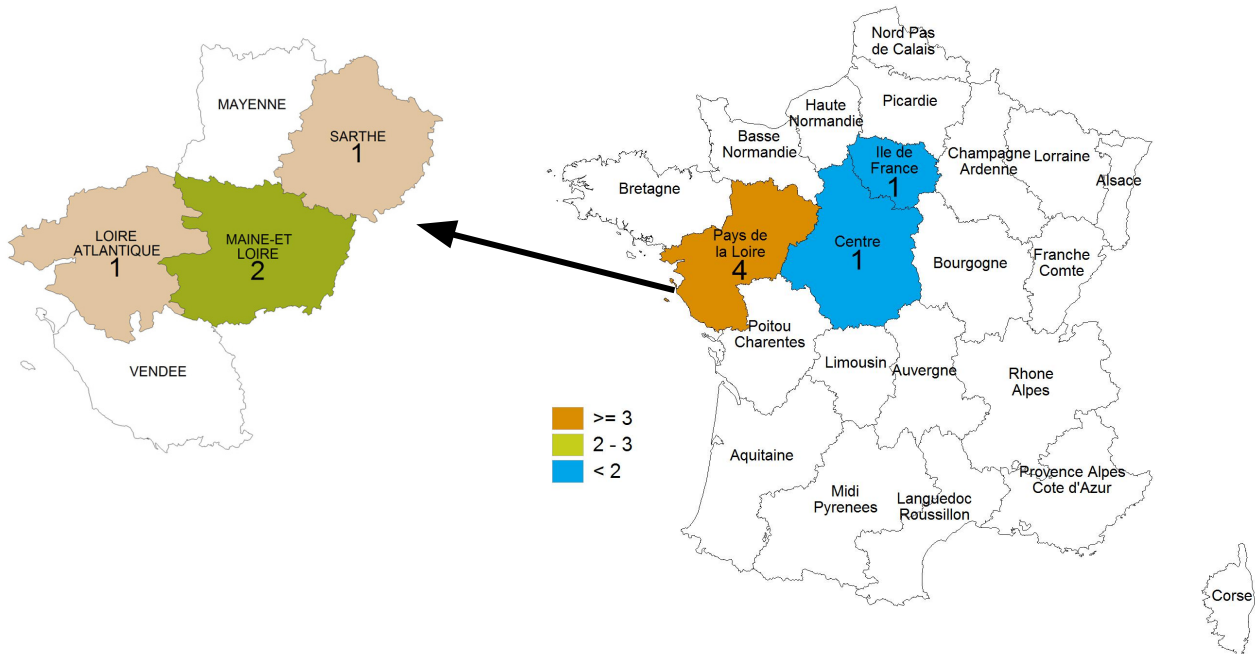 MAYENNE
SARTHE
1
LOIRE
ATLANTIQUE
1
MAINE-ET
LOIRE
2
VENDEE
Nord Pas
de Calais
Picardie
Haute
Normandie
Basse
Normandie
Ile de
France
1
Champagne
Ardenne
Lorraine
Alsace
Bretagne
Pays de
la Loire
4
Centre
1
Bourgogne
Franche
Comte
Poitou
Charentes
Limousin
Auvergne
Rhone
Alpes
>= 3
2 - 3
< 2
Aquitaine
Midi
Pyrenees
Languedoc
Roussillon
Provence Alpes
Cote d'Azur
Corse